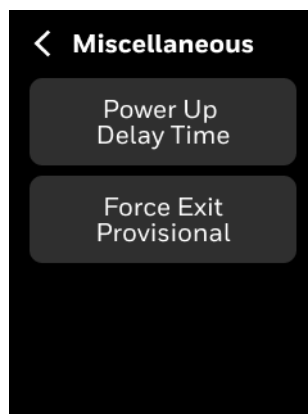 Miscellaneous
Power Up
Delay Time
Force Exit
Provisional